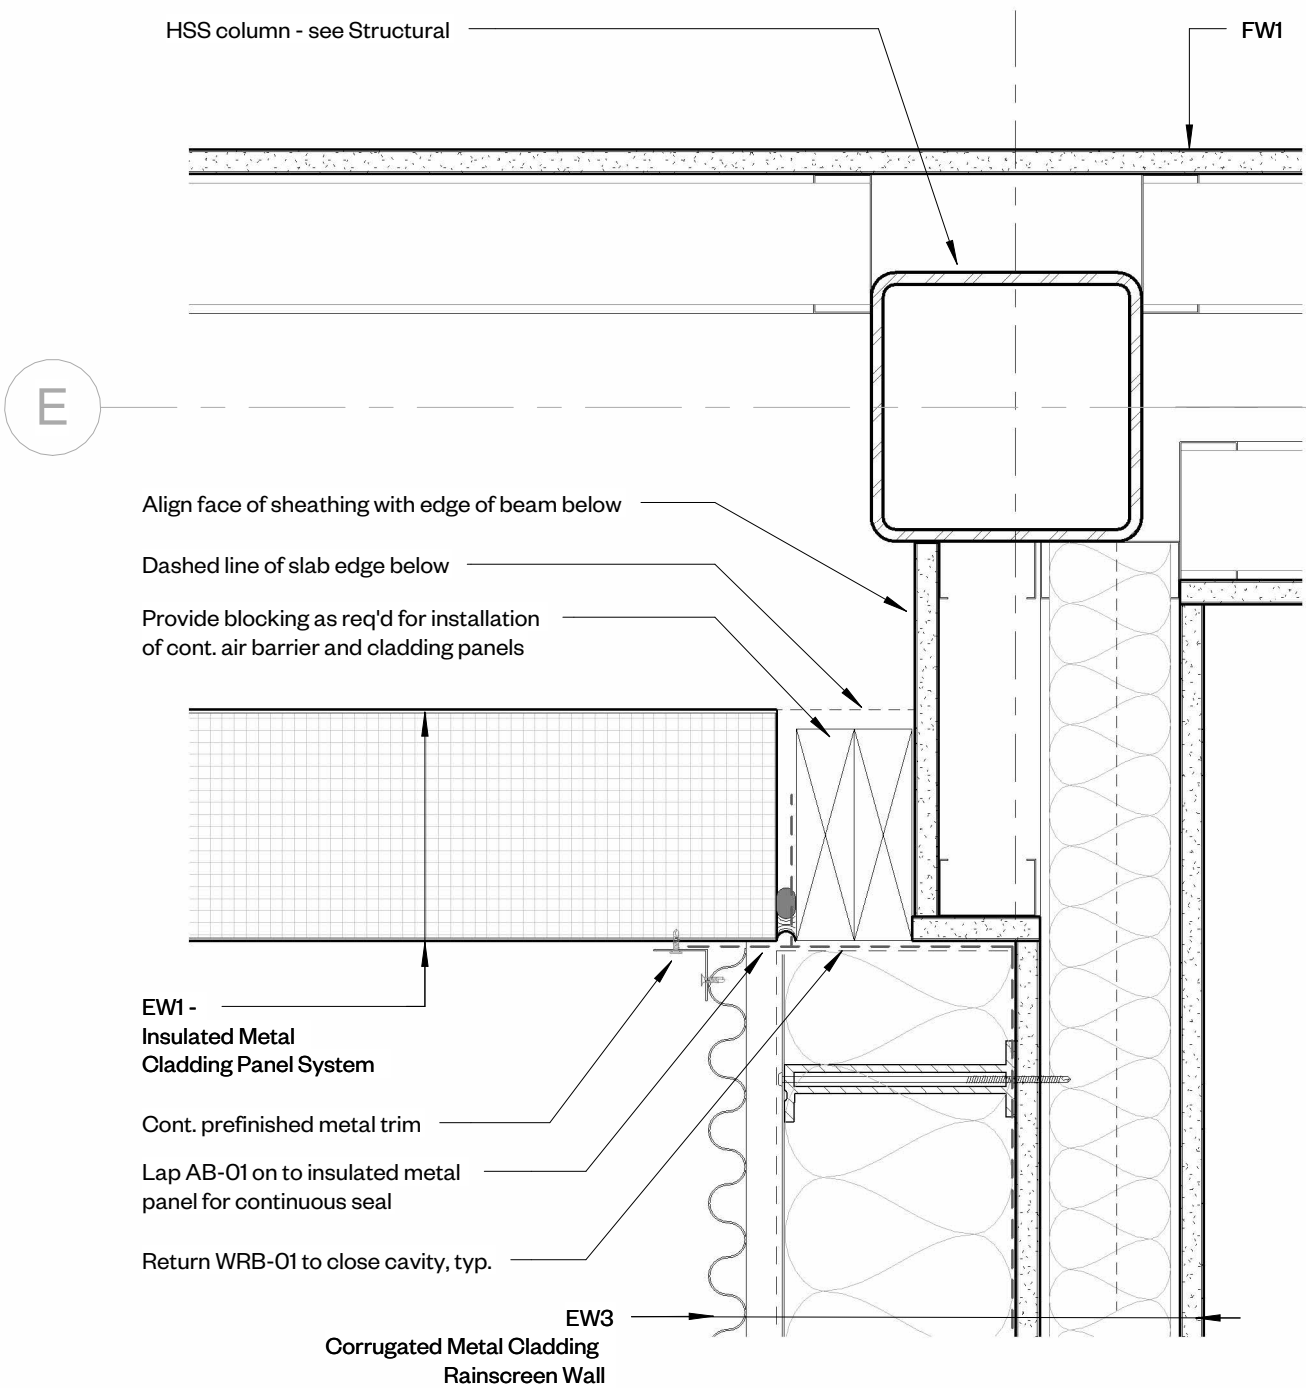 HSS column - see Structural
FW1
E
Align face of sheathing with edge of beam below
Dashed line of slab edge below
Provide blocking as req'd for installation
of cont. air barrier and cladding panels
EW1 -
Insulated Metal
Cladding Panel System
Cont. prefinished metal trim
Lap AB-01 on to insulated metal
panel for continuous seal
Return WRB-01 to close cavity, typ.
EW3
Corrugated Metal Cladding
Rainscreen Wall